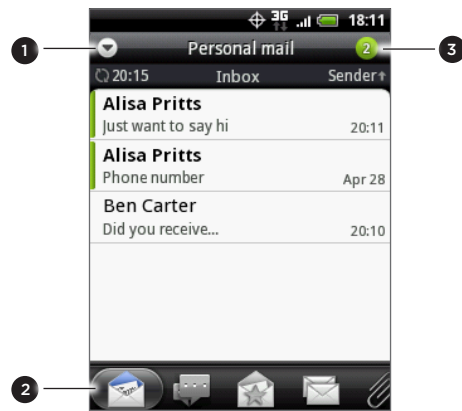 3G 18:11
1 Personal mail 2 3
20:15 Inbox Sender↑
Alisa Pritts
Just want to say hi 20:11
Alisa Pritts
Phone number Apr 28
Ben Carter
Did you receive... 20:10
2